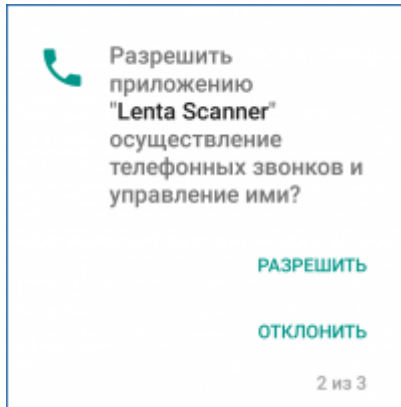 Разрешить
приложению
"Lenta Scanner"
осуществление
телефонных звонков и
управление ими?
РАЗРЕШИТЬ
ОТКЛОНИТЬ
2 из 3